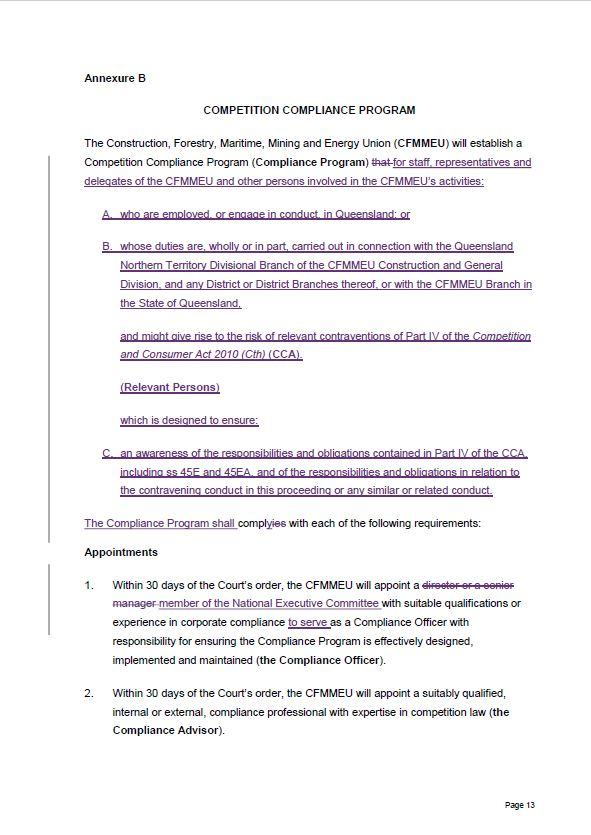 Annexure B
COMPETITION COMPLIANCE PROGRAM
The Construction, Forestry, Maritime, Mining and Energy Union (CFMMEU) will establish a
Competition Compliance Program (Compliance Program) that for staff, representatives and
delegates of the CFMMEU and other persons involved in the CFMMEU's activities:
A. who are employed, or engage in conduct, in Queensland; or
B. whose duties are, wholly or in part, carried out in connection with the Queensland
Northern Territory Divisional Branch of the CFMMEU Construction and General
Division, and any District or District Branches thereof, or with the CFMMEU Branch in
the State of Queensland,
and might give rise to the risk of relevant contraventions of Part IV of the Competition
and Consumer Act 2010 (Cth) (CCA).
(Relevant Persons)
which is designed to ensure:
C. an awareness of the responsibilities and obligations contained in Part IV of the CCA,
including ss 45E and 45EA, and of the responsibilities and obligations in relation to
the contravening conduct in this proceeding or any similar or related conduct.
The Compliance Program shall complyies with each of the following requirements:
Appointments
1. Within 30 days of the Court's order, the CFMMEU will appoint a director or a senior
manager member of the National Executive Committee with suitable qualifications or
experience in corporate compliance to serve as a Compliance Officer with
responsibility for ensuring the Compliance Program is effectively designed,
implemented and maintained (the Compliance Officer).
2. Within 30 days of the Court's order, the CFMMEU will appoint a suitably qualified,
internal or external, compliance professional with expertise in competition law (the
Compliance Advisor).
Page 13